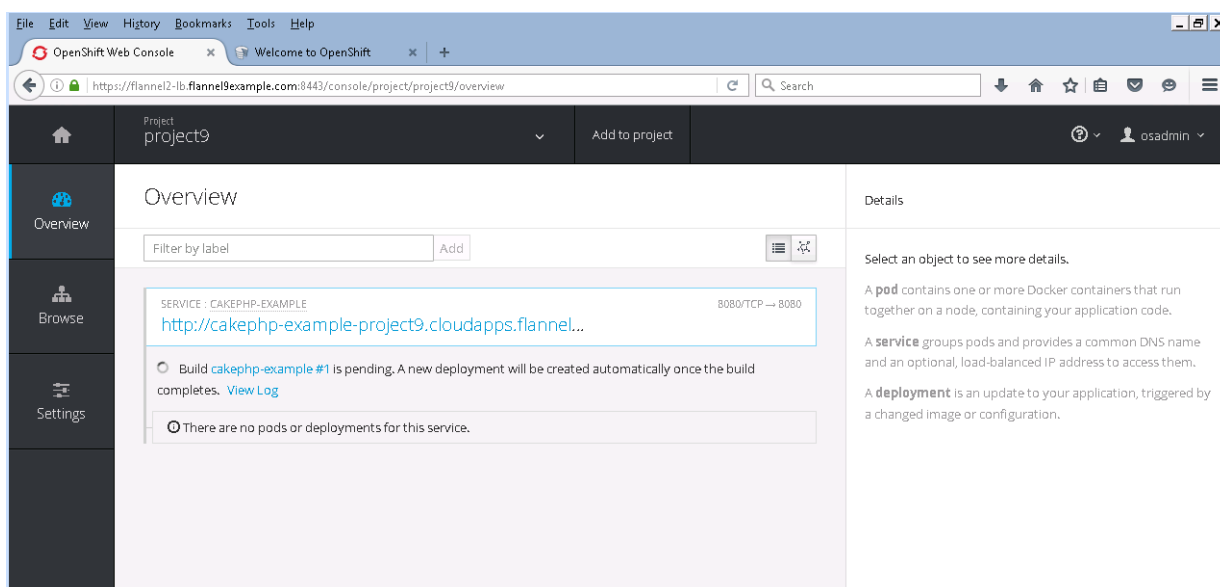 File Edit View History Bookmarks Tools Help
OpenShift Web Console × Welcome to OpenShift × +
https://flannel2-lb.flannel9example.com:8443/console/project/project9/overview Search
Project
project9 Add to project osadmin
Overview
Browse
Settings
Overview
Filter by label Add
SERVICE : CAKEPHP-EXAMPLE 8080/TCP → 8080
http://cakephp-example-project9.cloudapps.flannel...
Build cakephp-example #1 is pending. A new deployment will be created automatically once the build
completes. View Log
There are no pods or deployments for this service.
Details
Select an object to see more details.
A pod contains one or more Docker containers that run
together on a node, containing your application code.
A service groups pods and provides a common DNS name
and an optional, load-balanced IP address to access them.
A deployment is an update to your application, triggered by
a changed image or configuration.